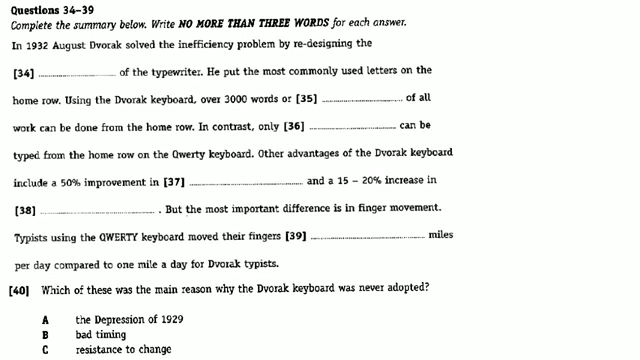 Questions 34–39
Complete the summary below. Write NO MORE THAN THREE WORDS for each answer.
In 1932 August Dvorak solved the inefficiency problem by re-designing the
[34] .......................... of the typewriter. He put the most commonly used letters on the
home row. Using the Dvorak keyboard, over 3000 words or [35] .......................... of all
work can be done from the home row. In contrast, only [36] .......................... can be
typed from the home row on the Qwerty keyboard. Other advantages of the Dvorak keyboard
include a 50% improvement in [37] .................................... and a 15 – 20% increase in
[38] .................................... . But the most important difference is in finger movement.
Typists using the QWERTY keyboard moved their fingers [39] .................................... miles
per day compared to one mile a day for Dvorak typists.
[40] Which of these was the main reason why the Dvorak keyboard was never adopted?
A the Depression of 1929
B bad timing
C resistance to change